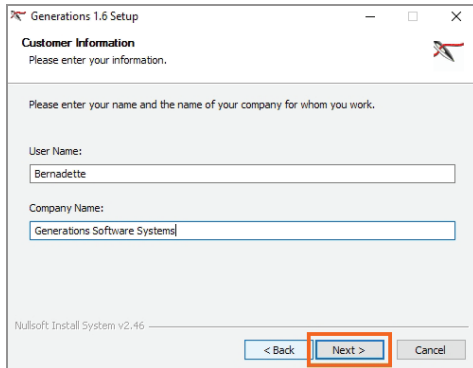 Generations 1.6 Setup
Customer Information
Please enter your information.
Please enter your name and the name of your company for whom you work.
User Name:
Bernadette
Company Name:
Generations Software Systems
Nullsoft Install System v2.46
< Back
Next >
Cancel